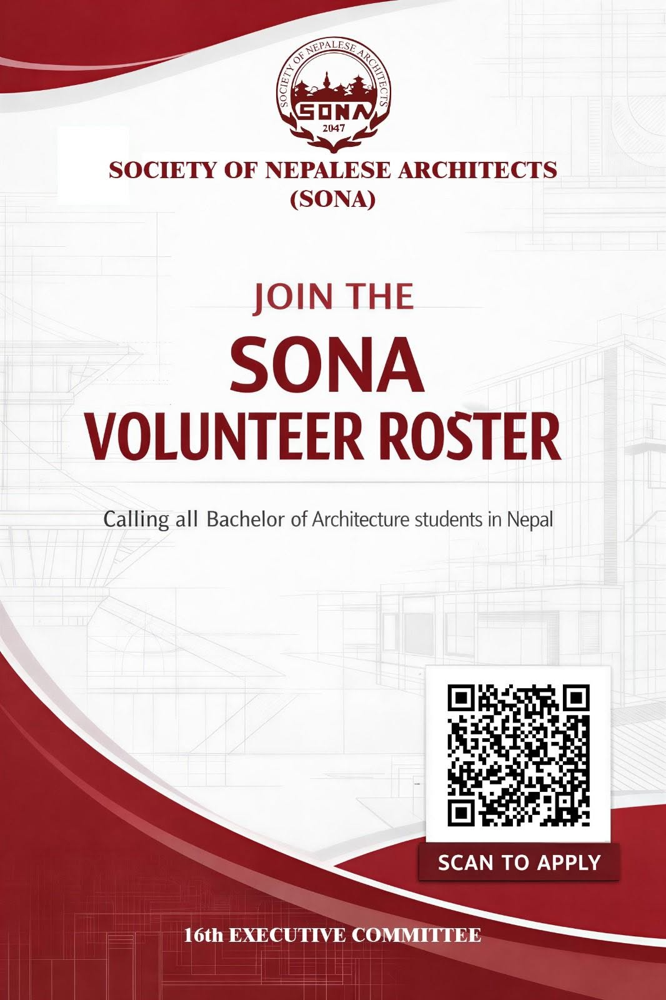 SOCIETY OF NEPALESE ARCHITECTS
SONA
2047
SOCIETY OF NEPALESE ARCHITECTS
(SONA)
JOIN THE
SONA
VOLUNTEER ROSTER
Calling all Bachelor of Architecture students in Nepal
SCAN TO APPLY
16th EXECUTIVE COMMITTEE